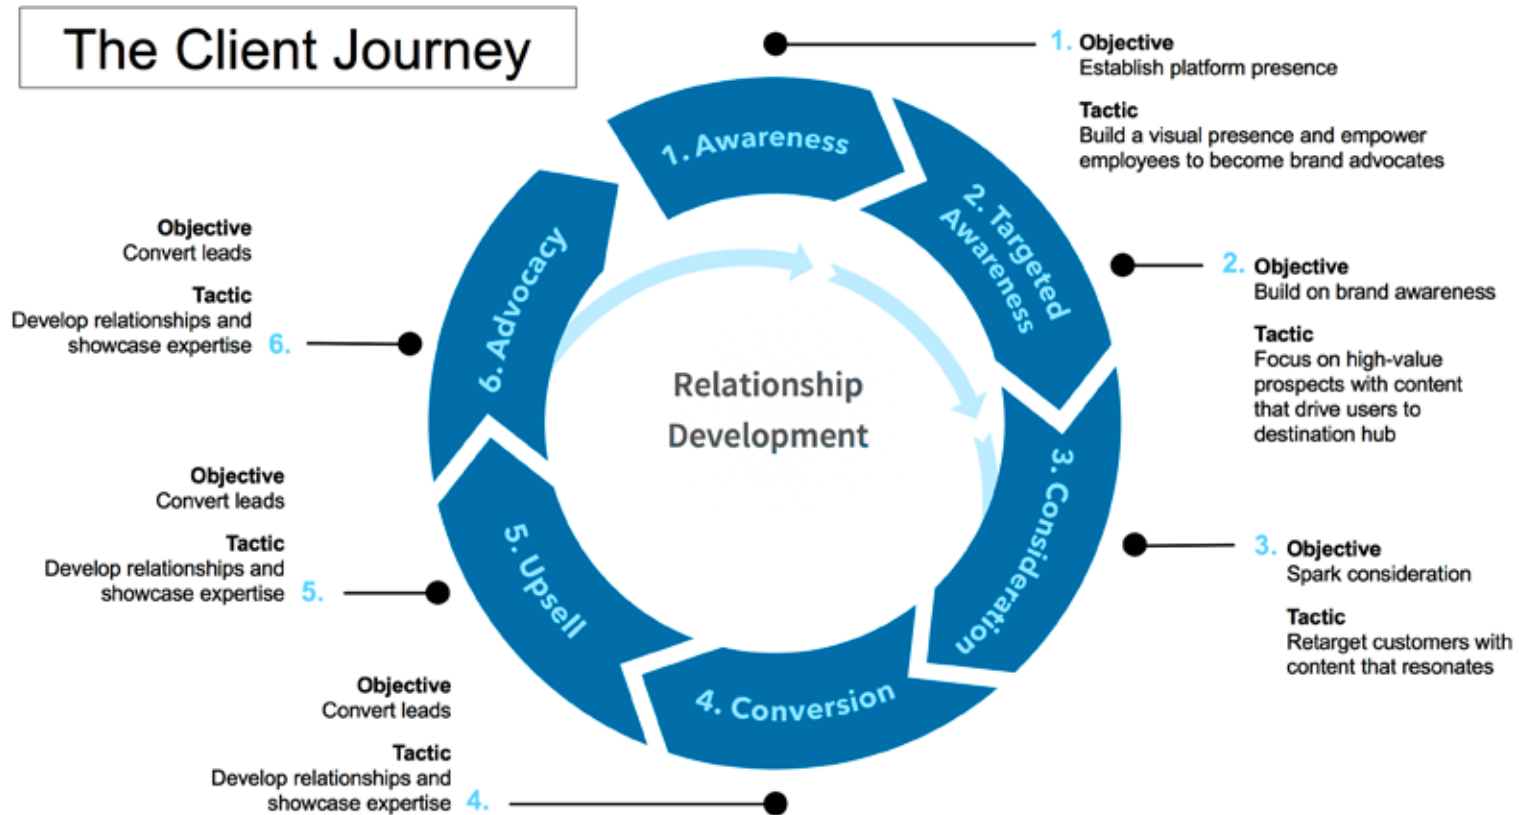 The Client Journey
1. Objective
Establish platform presence
Tactic
Build a visual presence and empower
employees to become brand advocates
1. Awareness
2. Targeted
Awareness
2. Objective
Build on brand awareness
Tactic
Focus on high-value
prospects with content
that drive users to
destination hub
3. Consideration
3. Objective
Spark consideration
Tactic
Retarget customers with
content that resonates
4. Conversion
Objective
Convert leads
Tactic
Develop relationships and
showcase expertise 4.
5. Upsell
Objective
Convert leads
Tactic
Develop relationships and
showcase expertise 5.
6. Advocacy
Objective
Convert leads
Tactic
Develop relationships and
showcase expertise 6.
Relationship
Development